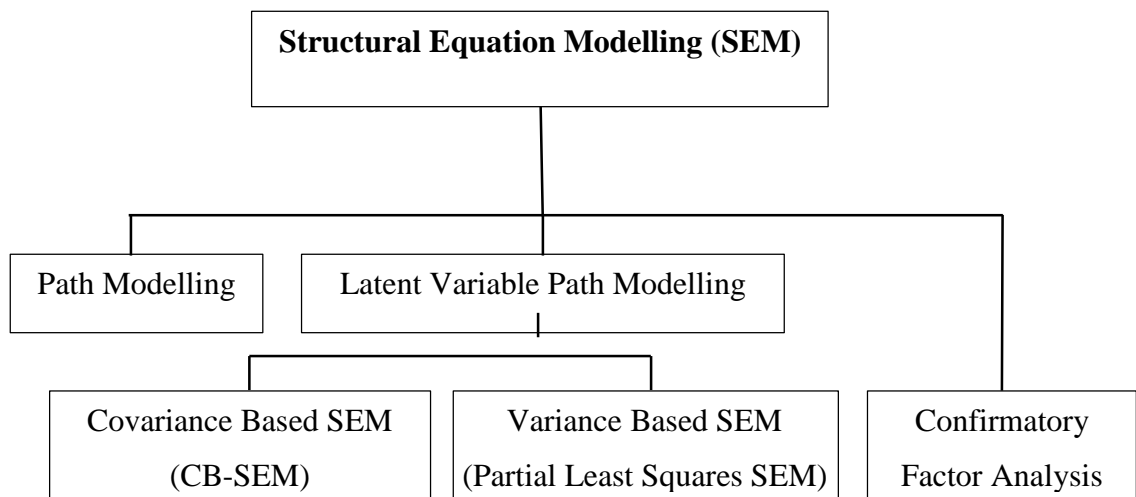 Structural Equation Modelling (SEM)
Path Modelling
Latent Variable Path Modelling
Covariance Based SEM
(CB-SEM)
Variance Based SEM
(Partial Least Squares SEM)
Confirmatory
Factor Analysis